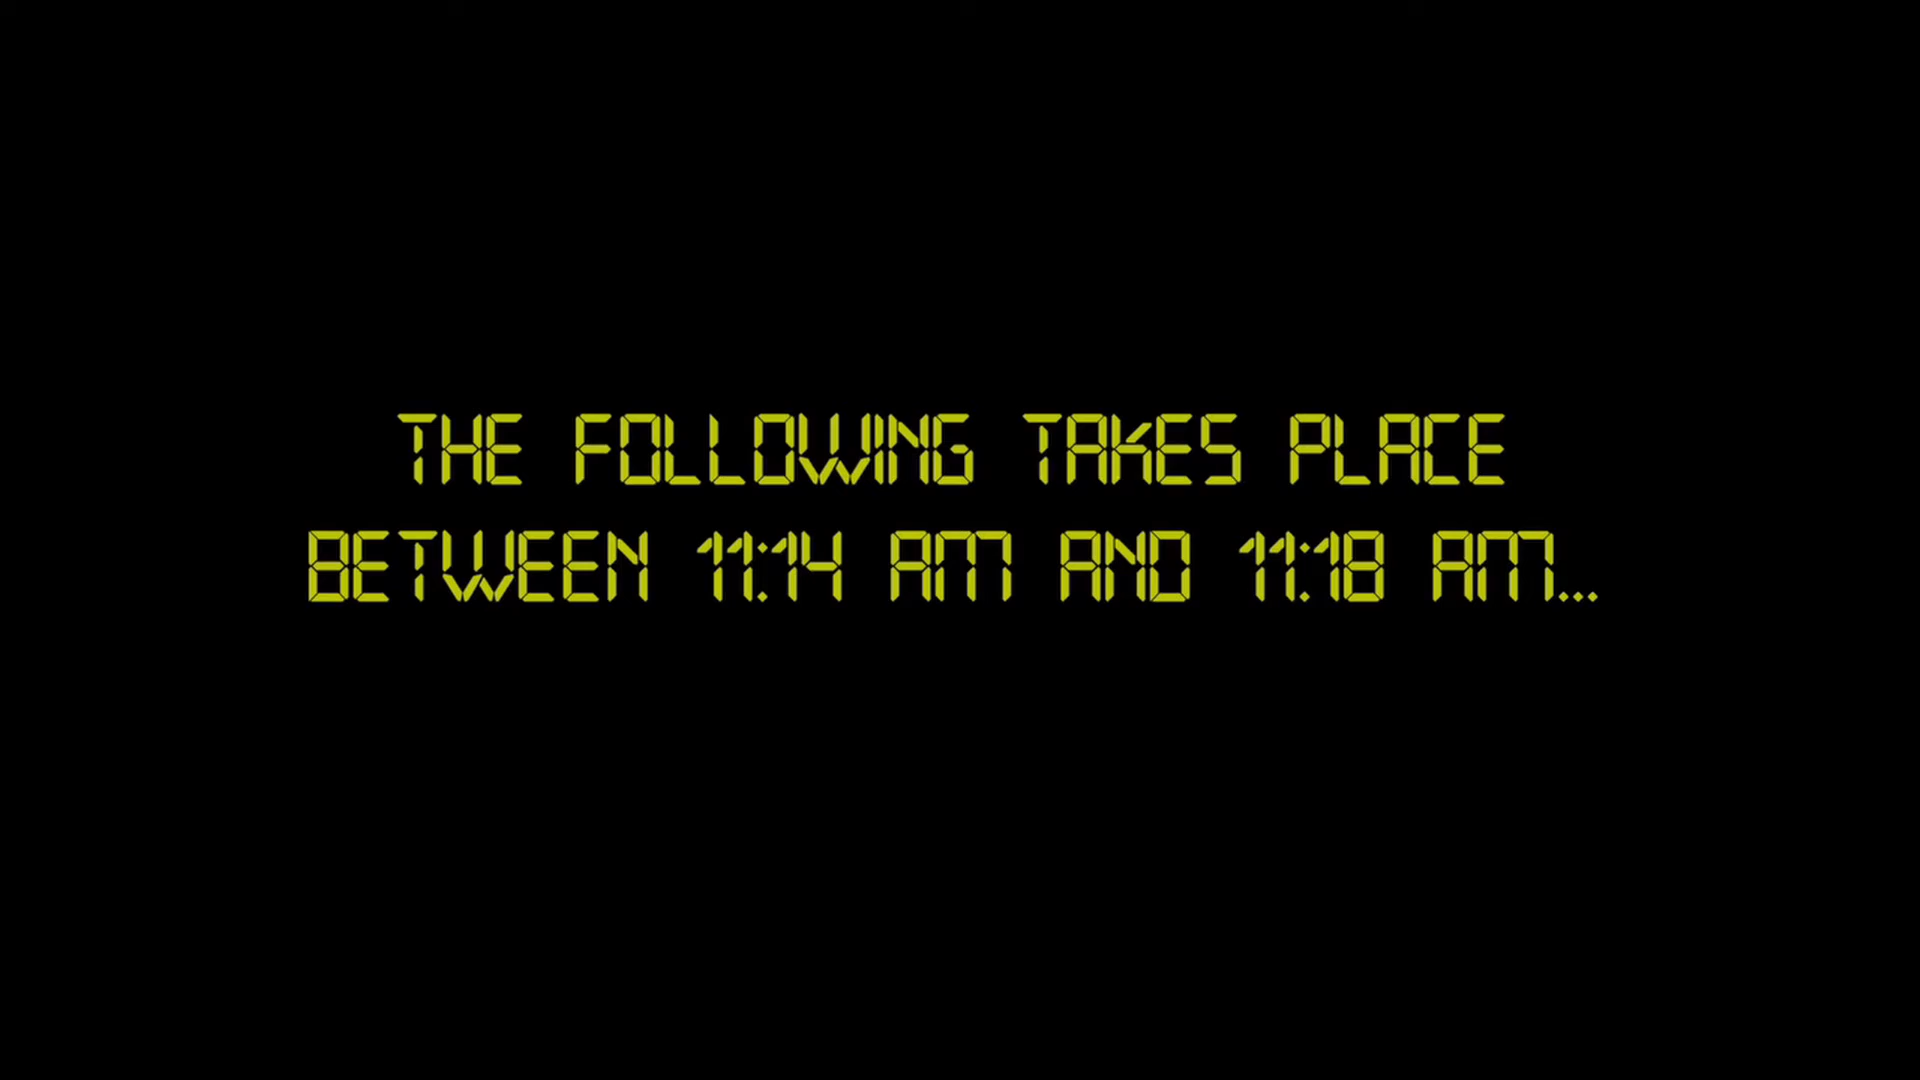 THE FOLLOWING TAKES PLACE
BETWEEN 11:14 AM AND 11:18 AM...